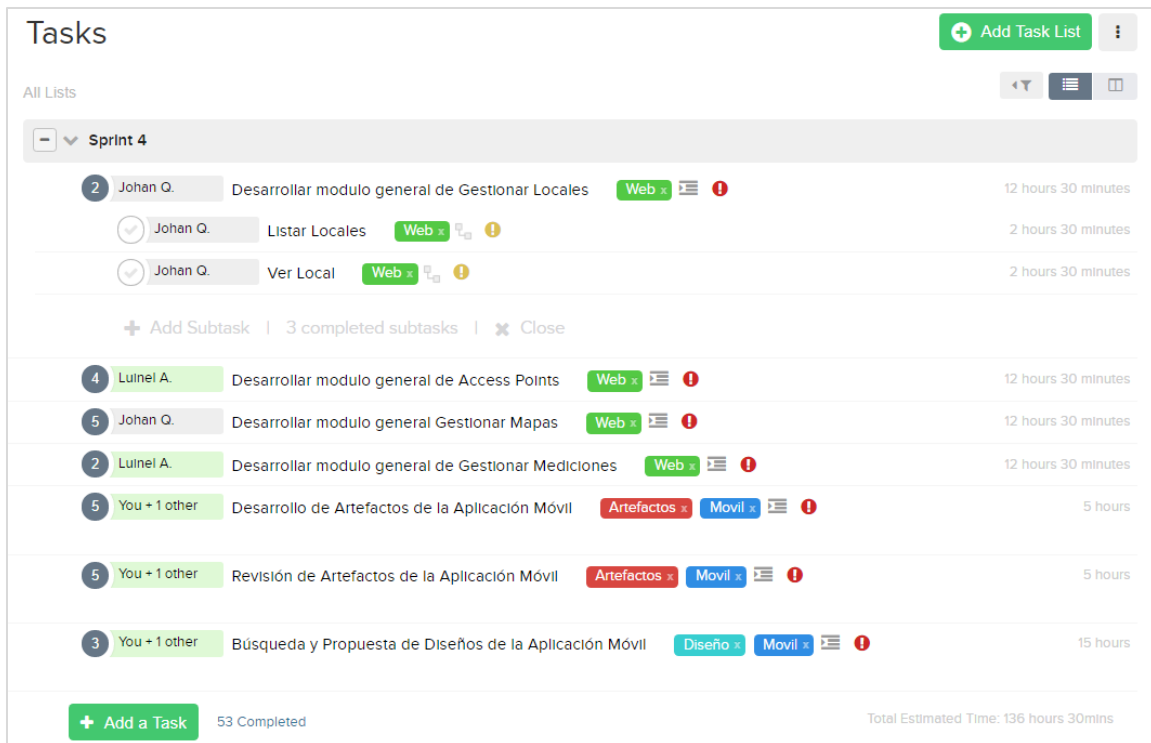 Tasks
Add Task List
All Lists
Sprint 4
2 Johan Q. Desarrollar modulo general de Gestionar Locales Web x 12 hours 30 minutes
Johan Q. Listar Locales Web x 2 hours 30 minutes
Johan Q. Ver Local Web x 2 hours 30 minutes
Add Subtask | 3 completed subtasks | Close
4 Luinel A. Desarrollar modulo general de Access Points Web x 12 hours 30 minutes
5 Johan Q. Desarrollar modulo general Gestionar Mapas Web x 12 hours 30 minutes
2 Luinel A. Desarrollar modulo general de Gestionar Mediciones Web x 12 hours 30 minutes
5 You + 1 other Desarrollo de Artefactos de la Aplicación Móvil Artefactos x Movil x 5 hours
5 You + 1 other Revisión de Artefactos de la Aplicación Móvil Artefactos x Movil x 5 hours
3 You + 1 other Búsqueda y Propuesta de Diseños de la Aplicación Móvil Diseño x Movil x 15 hours
Add a Task 53 Completed Total Estimated Time: 136 hours 30mins